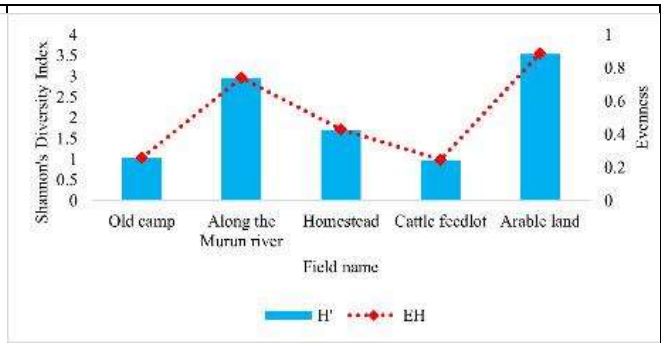 Shannon's Diversity Index
4
3.5
3
2.5
2
1.5
1
0.5
0
1
0.8
0.6
0.4
0.2
0
Evenness
Old camp
Along the
Murun river
Homestead
Cattle feedlot
Arable land
Field name
H'
EH